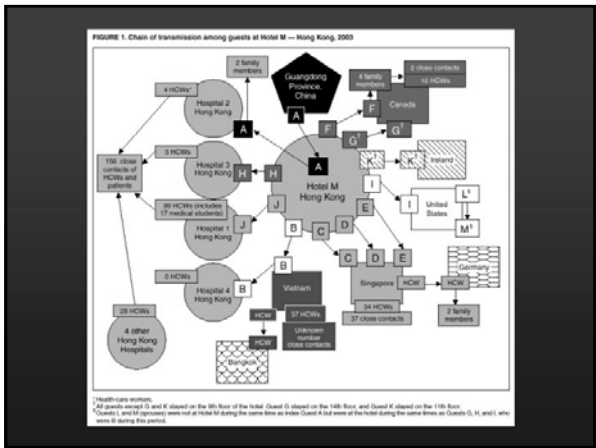 FIGURE 1. Chain of transmission among guests at Hotel M — Hong Kong, 2003
2 family
members
Guangdong
Province,
China
A
4 family
members
2 close contacts
10 HCWs
Canada
F
F
G†
G†
4 HCWs*
Hospital 2
Hong Kong
A
A
Hotel M
Hong Kong
K†
K†
Ireland
156 close
contacts of
HCWs and
patients
3 HCWs
Hospital 3
Hong Kong
H
H
I
I
United
States
L§
M§
99 HCWs (includes
17 medical students)
Hospital 1
Hong Kong
J
J
B
C
D
E
B
C
D
E
Singapore
HCW
HCW
Germany
34 HCWs
37 close contacts
2 family
members
0 HCWs
Hospital 4
Hong Kong
B
Vietnam
37 HCWs
Unknown
number
close contacts
HCW
HCW
Bangkok
28 HCWs
4 other
Hong Kong
Hospitals
* Health-care workers.
† All guests except G and K stayed on the 9th floor of the hotel. Guest G stayed on the 14th floor, and Guest K stayed on the 11th floor.
§ Guests L and M (spouses) were not at Hotel M during the same time as index Guest A but were at the hotel during the same times as Guests G, H, and I, who
were B during this period.